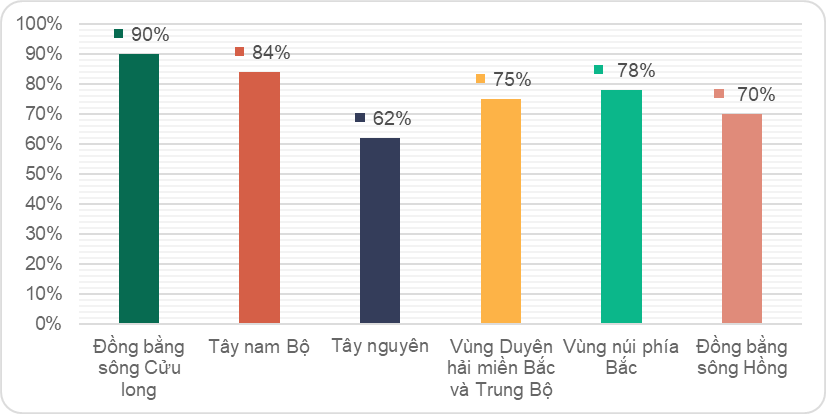 100%
90%
80%
70%
60%
50%
40%
30%
20%
10%
0%
90%
84%
62%
75%
78%
70%
Đồng bằng
sông Cửu
long
Tây nam Bộ
Tây nguyên
Vùng Duyên
hải miền Bắc
và Trung Bộ
Vùng núi phía
Bắc
Đồng bằng
sông Hồng